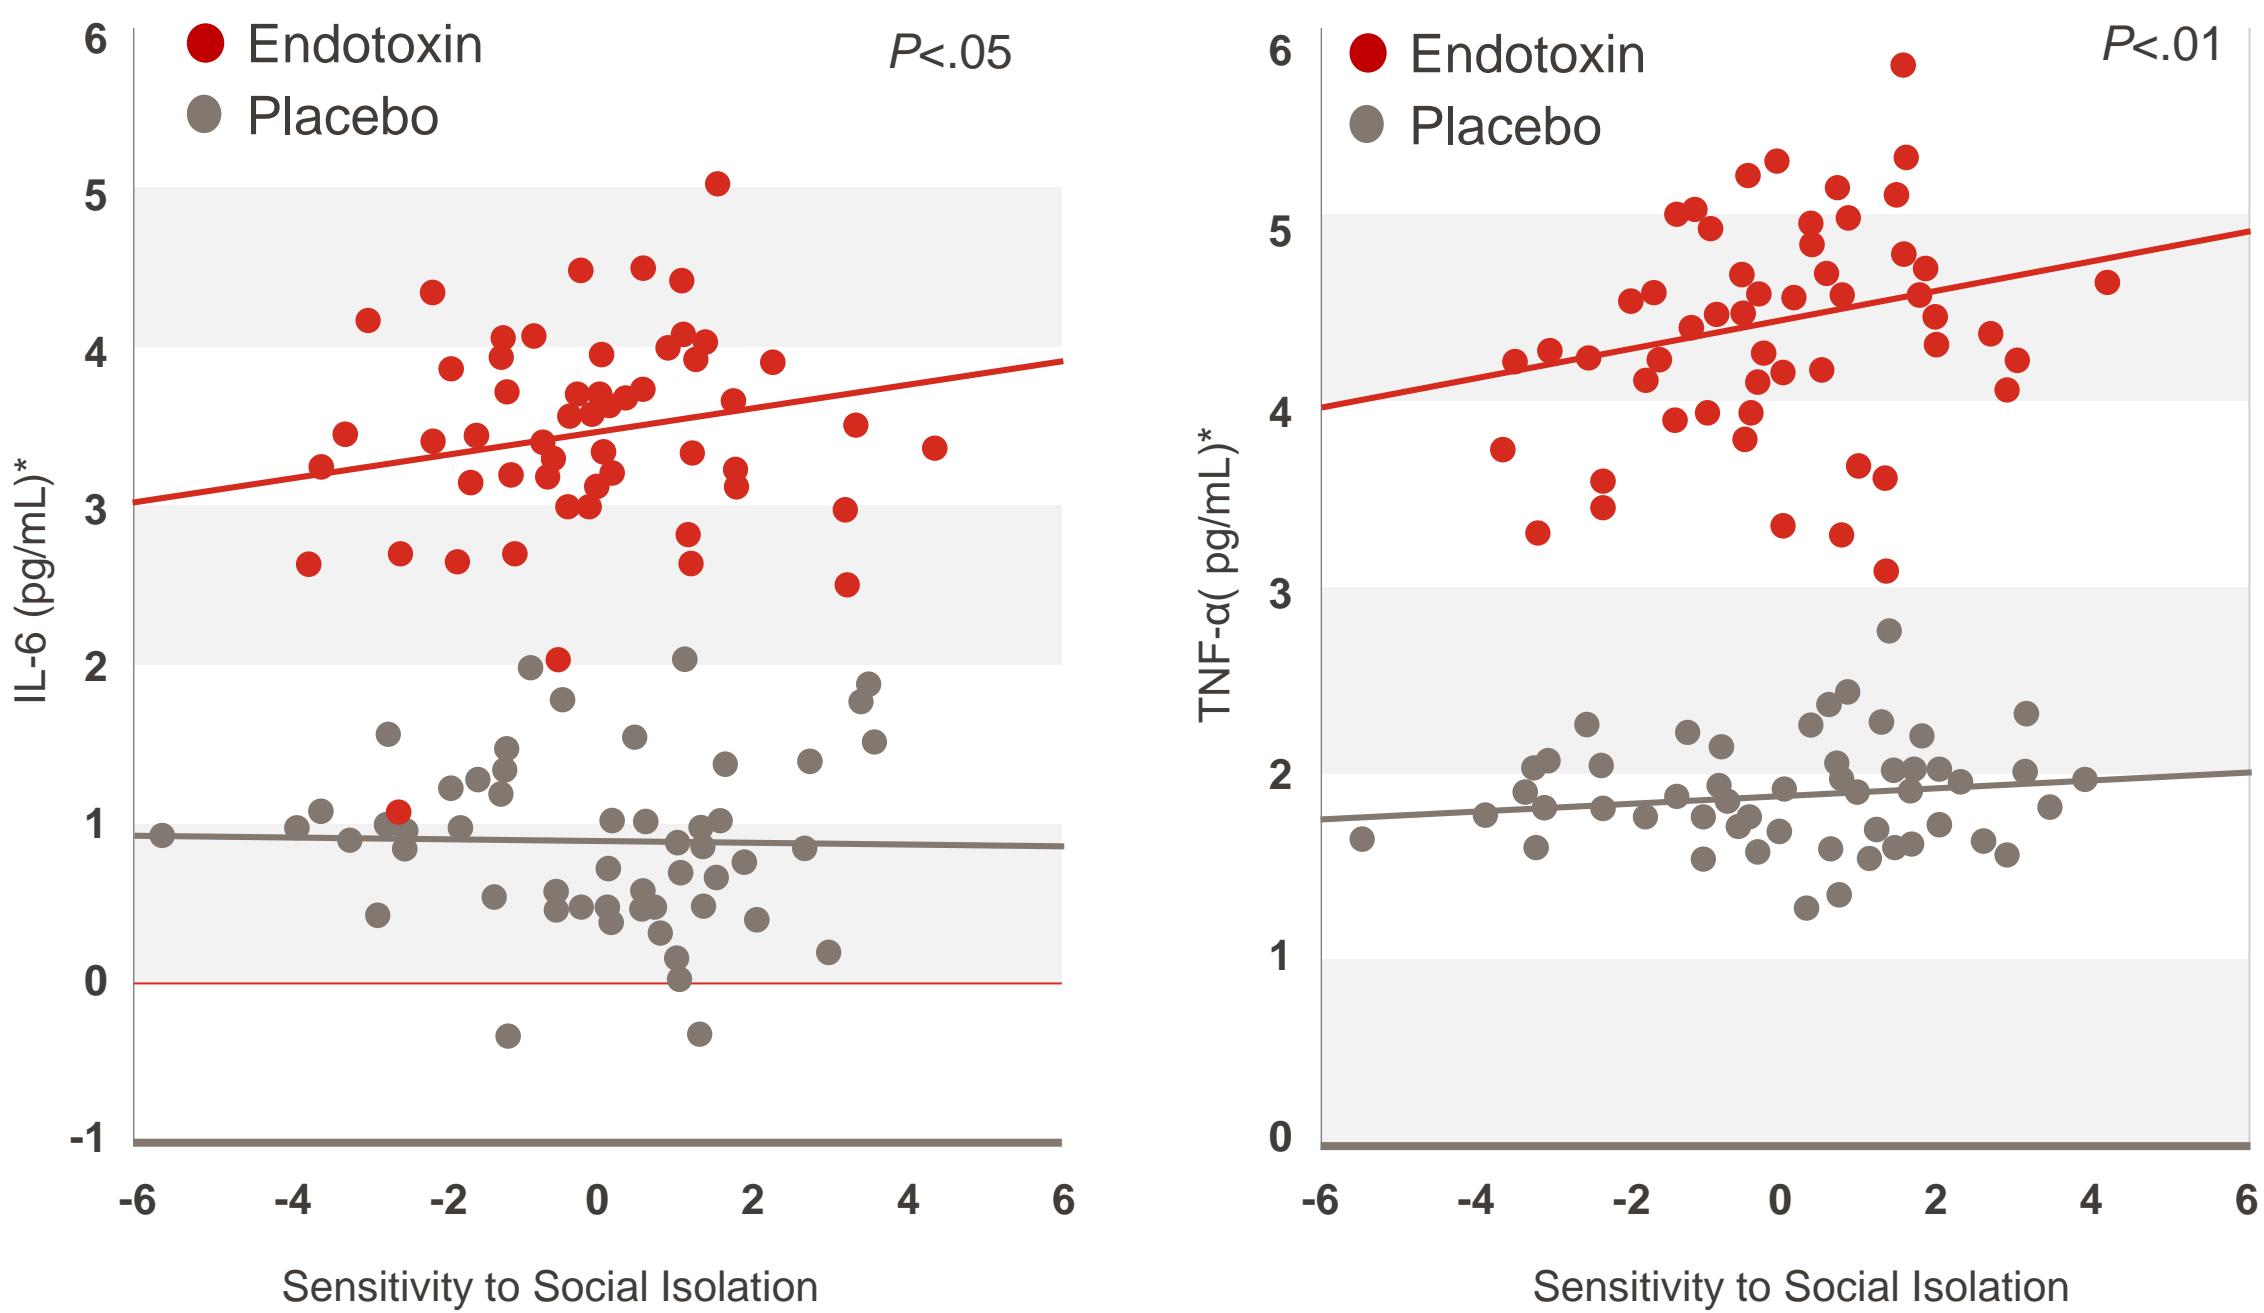 Endotoxin
Placebo
P<.05
6
5
4
3
2
1
0
-1
IL-6 (pg/mL)*
-6 -4 -2 0 2 4 6
Sensitivity to Social Isolation
Endotoxin
Placebo
P<.01
6
5
4
3
2
1
0
TNF-α( pg/mL)*
-6 -4 -2 0 2 4 6
Sensitivity to Social Isolation